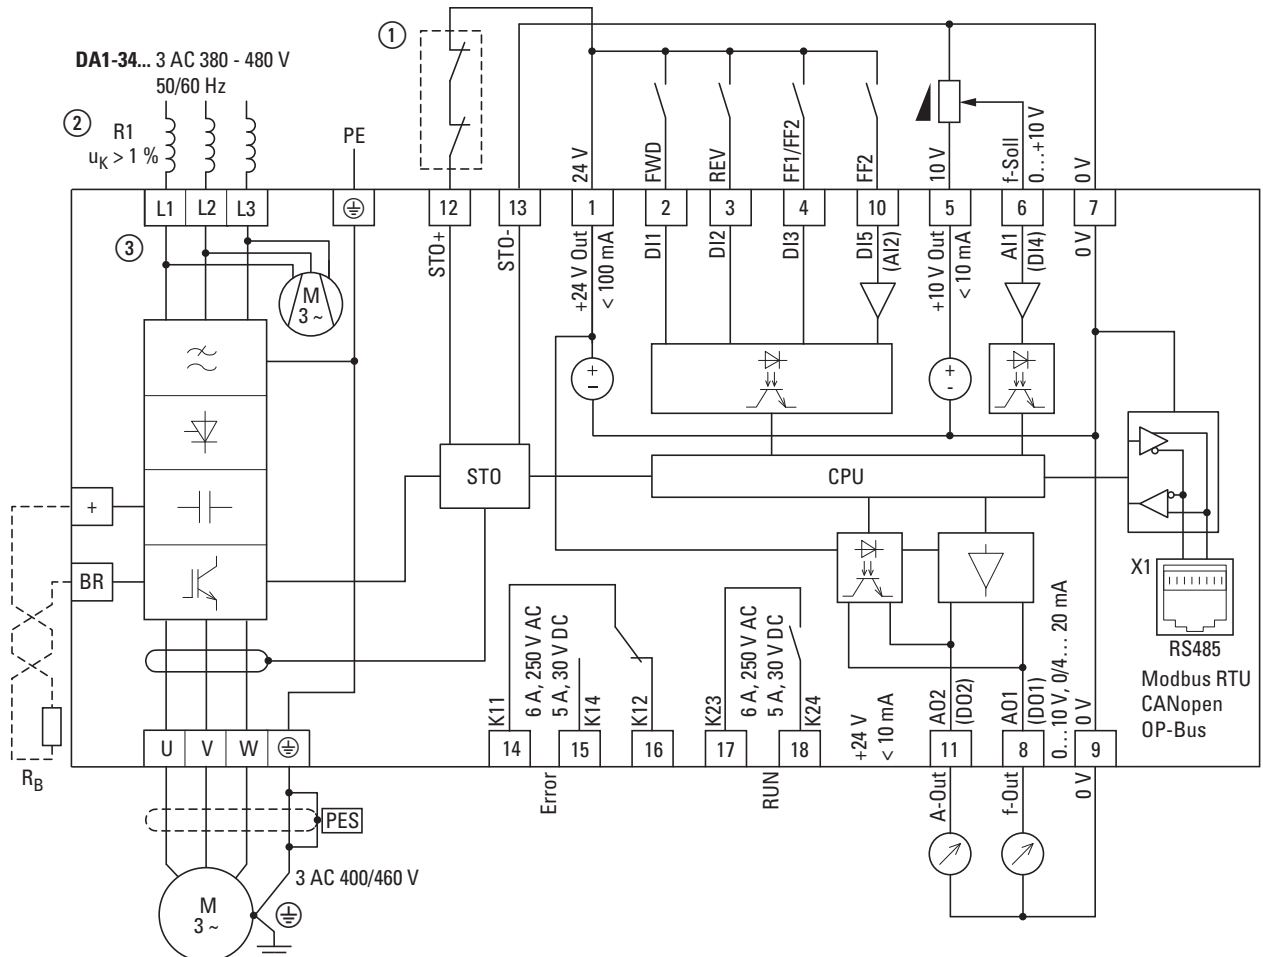 DA1-34... 3 AC 380 - 480 V
50/60 Hz
1
2
R1
uK > 1 %
PE
24 V
FWD
REV
FF1/FF2
FF2
10 V
f-Soll
0…+10 V
0 V
L1
L2
L3
12
13
1
2
3
4
10
5
6
7
3
M
3 ~
STO+
STO-
+24 V Out
< 100 mA
DI1
DI2
DI3
DI5
(AI2)
+10 V Out
< 10 mA
AI1
(DI4)
0 V
+
−
+
-
STO
CPU
+
BR
X1
RS485
Modbus RTU
CANopen
OP-Bus
K11
6 A, 250 V AC
5 A, 30 V DC
K14
K12
K23
6 A, 250 V AC
5 A, 30 V DC
K24
+24 V
< 10 mA
AO2
(DO2)
AO1
(DO1)
0…10 V, 0/4… 20 mA
0 V
U
V
W
14
15
16
17
18
11
8
9
RB
Error
RUN
A-Out
f-Out
0 V
PES
3 AC 400/460 V
M
3 ~